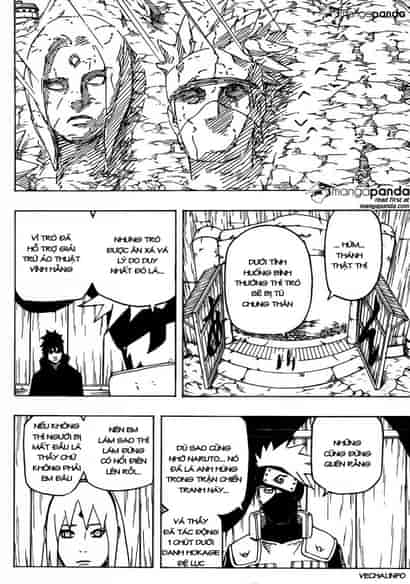 mangapanda
mangapanda
read first at
mangapanda.com
... HỪM,
THÀNH
THẬT THÌ
DƯỚI TÌNH
HUỐNG BÌNH
THƯỜNG THÌ TRÒ
SẼ BỊ TÙ
CHUNG THÂN
NHƯNG TRÒ
ĐƯỢC ÂN XÁ VÀ
LÝ DO DUY
NHẤT ĐÓ LÀ...
VÌ TRÒ ĐÃ
HỖ TRỢ GIẢI
TRỪ ẢO THUẬT
VĨNH HẰNG
NHƯNG
CŨNG ĐỪNG
QUÊN RẰNG
DÙ SAO CŨNG
NHỜ NARUTO... NÓ
ĐÃ LÀ ANH HÙNG
TRONG TRẬN CHIẾN
TRANH NÀY...
VÀ THẦY
ĐÃ TÁC ĐỘNG
1 CHÚT DƯỚI
DANH HOKAGE
ĐỆ LỤC
NÊN EM
LÀM SAO THÌ
LÀM ĐỪNG
CÓ NỔI ĐIÊN
LÊN RỒI...
NẾU KHÔNG
THÌ NGƯỜI BỊ
MẤT ĐẦU LÀ
THẦY CHỨ
KHÔNG PHẢI
EM ĐÂU
VECHAI.INFO